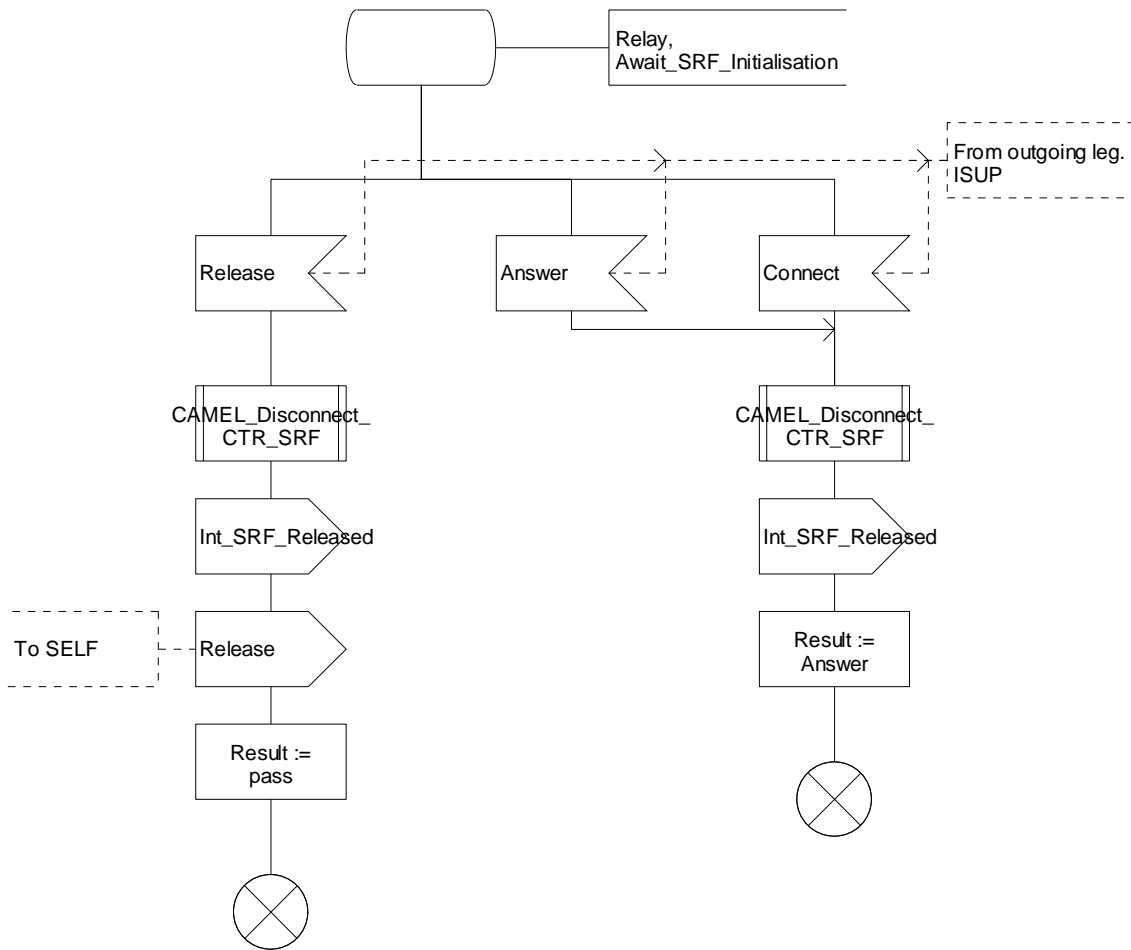 Relay,
Await_SRF_Initialisation
From outgoing leg.
ISUP
Release
Answer
Connect
CAMEL_Disconnect_
CTR_SRF
CAMEL_Disconnect_
CTR_SRF
Int_SRF_Released
Int_SRF_Released
To SELF
Release
Result :=
Answer
Result :=
pass